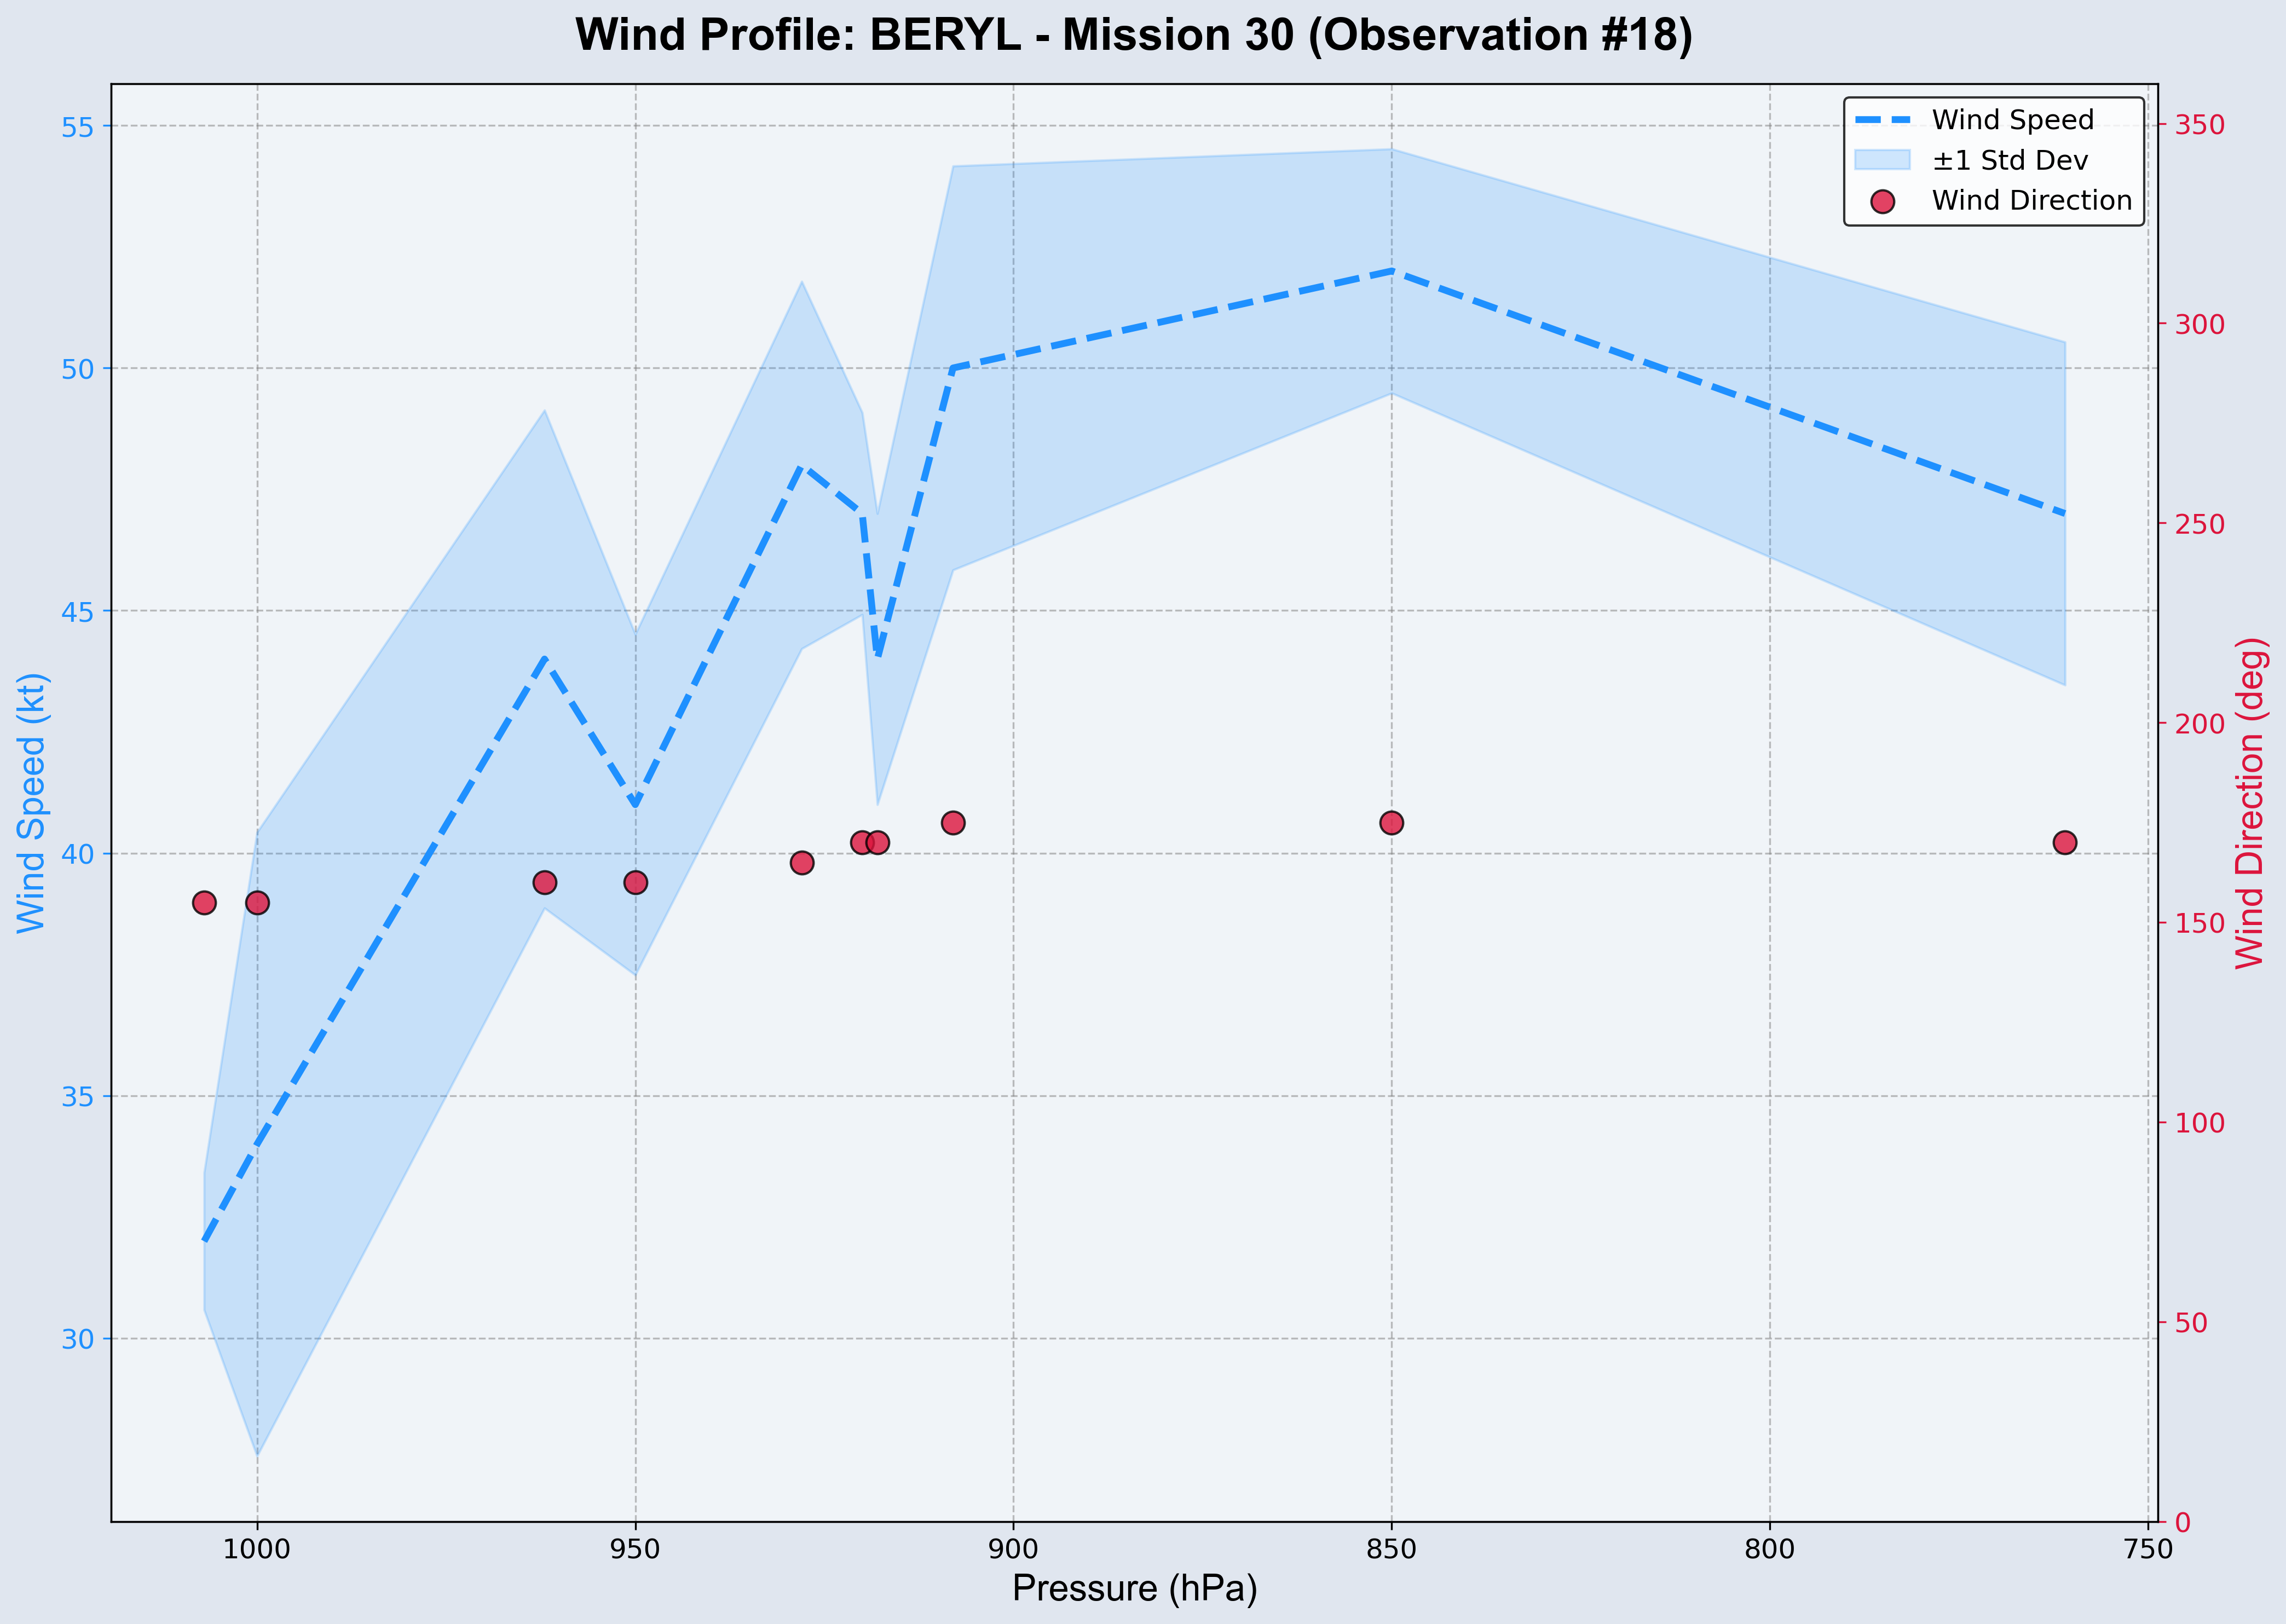 Wind Profile: BERYL - Mission 30 (Observation #18)
Wind Speed
±1 Std Dev
Wind Direction
55
50
45
40
35
30
Wind Speed (kt)
350
300
250
200
150
100
50
0
Wind Direction (deg)
1000
950
900
850
800
750
Pressure (hPa)